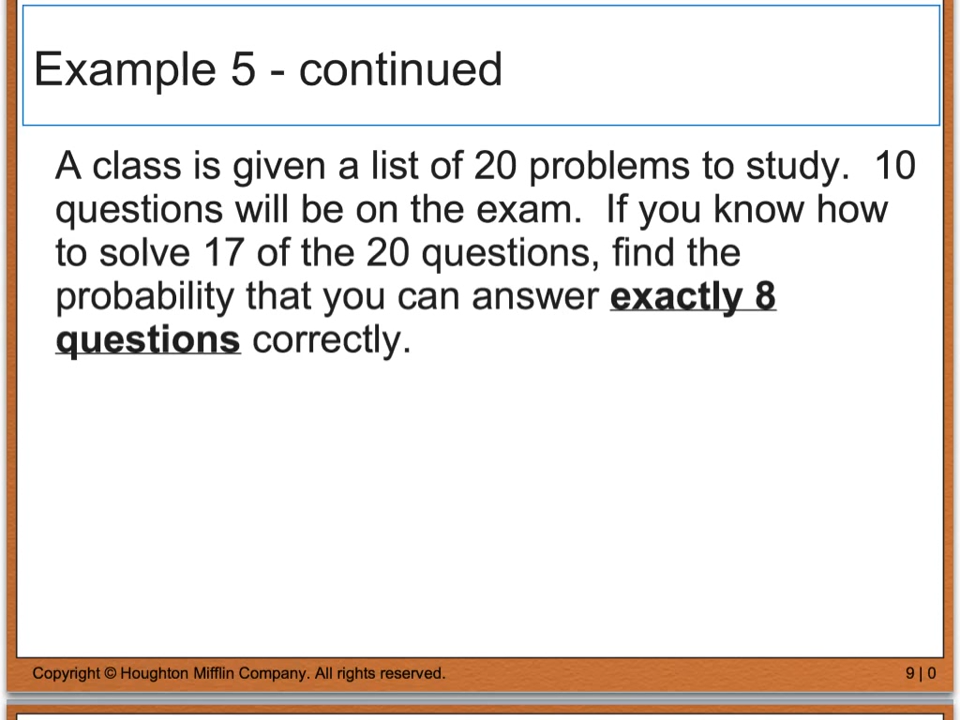 Example 5 - continued
A class is given a list of 20 problems to study.  10
questions will be on the exam.  If you know how
to solve 17 of the 20 questions, find the
probability that you can answer exactly 8
questions correctly.
Copyright © Houghton Mifflin Company. All rights reserved.
9 | 0